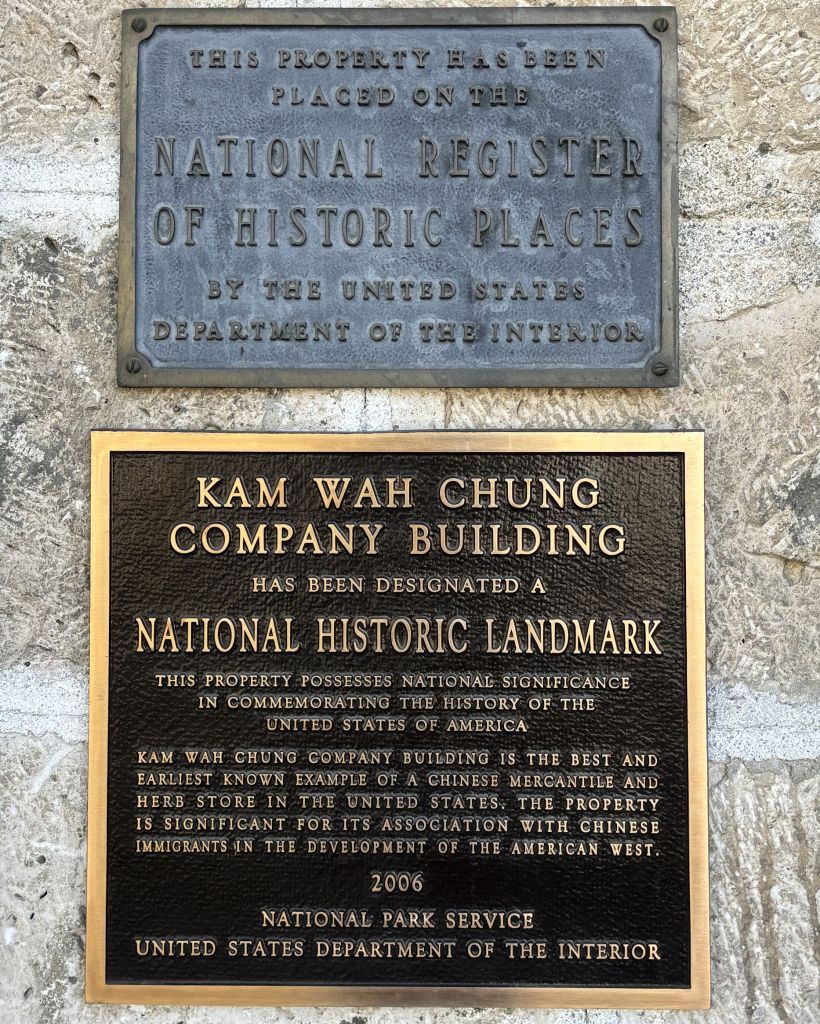 THIS PROPERTY HAS BEEN
PLACED ON THE
NATIONAL REGISTER
OF HISTORIC PLACES
BY THE UNITED STATES
DEPARTMENT OF THE INTERIOR
KAM WAH CHUNG
COMPANY BUILDING
HAS BEEN DESIGNATED A
NATIONAL HISTORIC LANDMARK
THIS PROPERTY POSSESSES NATIONAL SIGNIFICANCE
IN COMMEMORATING THE HISTORY OF THE
UNITED STATES OF AMERICA
KAM WAH CHUNG COMPANY BUILDING IS THE BEST AND
EARLIEST KNOWN EXAMPLE OF A CHINESE MERCANTILE AND
HERB STORE IN THE UNITED STATES. THE PROPERTY
IS SIGNIFICANT FOR ITS ASSOCIATION WITH CHINESE
IMMIGRANTS IN THE DEVELOPMENT OF THE AMERICAN WEST.
2006
NATIONAL PARK SERVICE
UNITED STATES DEPARTMENT OF THE INTERIOR